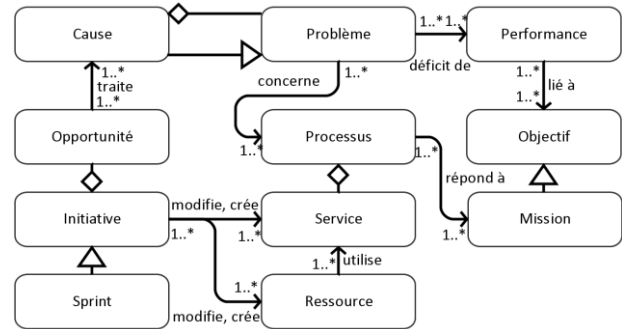 Cause
Problème
1..* 1..*
Performance
déficit de
1..*
traite
1..*
concerne
1..*
1..*
lié à
1..*
Opportunité
1..*
Processus
1..*
Objectif
répond à
Initiative
modifie, crée
1..*
1..*
Service
1..*
Mission
1..*
utilise
Sprint
1..*
modifie, crée
Ressource